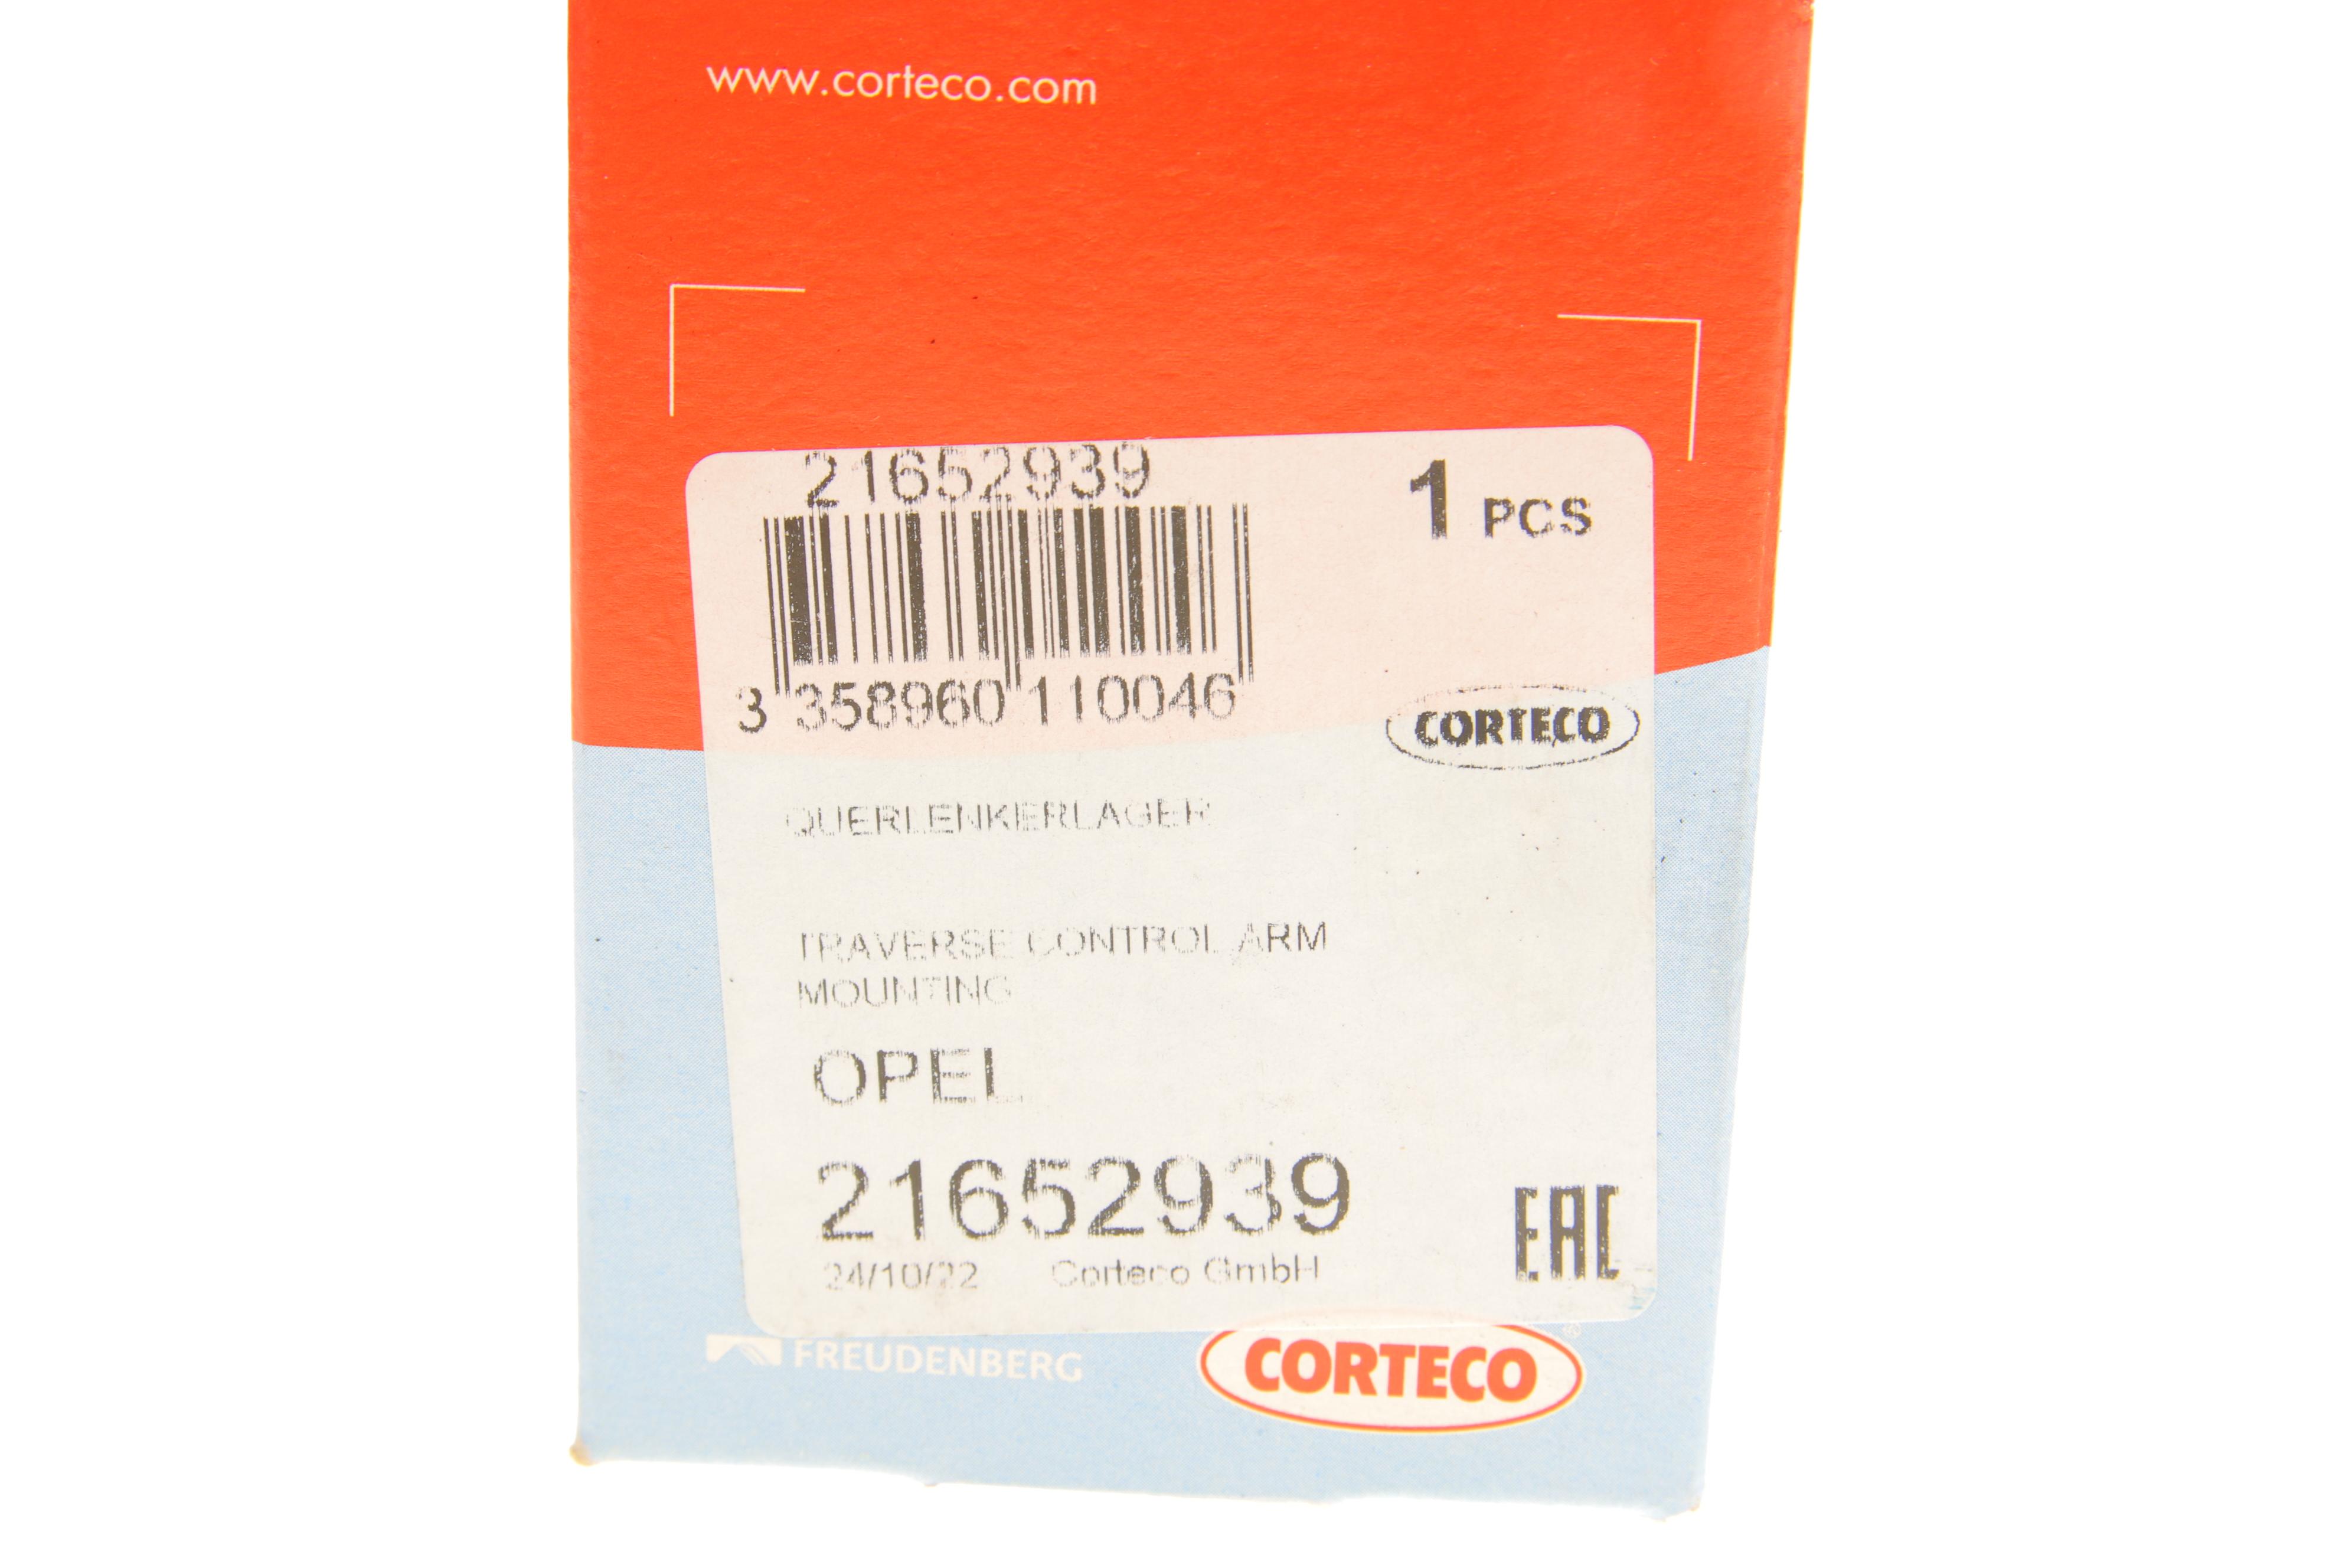 www.corteco.com
21652939
1 PCS
3 358960 110046
CORTECO
QUERLENKERLAGER
TRAVERSE CONTROL ARM
MOUNTING
OPEL
21652939
24/10/22 Corteco GmbH
EAC
FREUDENBERG
CORTECO®